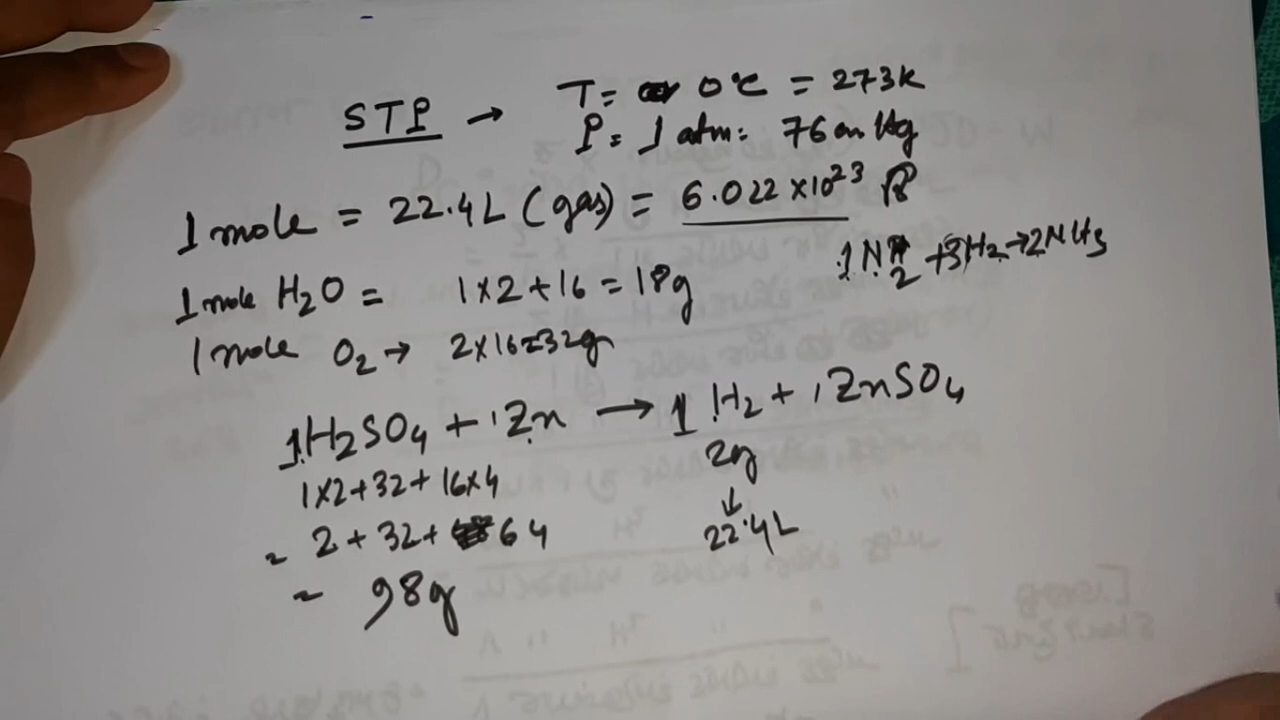 STP → T = 0°C = 273K
P = 1 atm = 76 cm Hg
1 mole = 22.4L (gas) = 6.022 × 10²³
1N₂ + 3H₂ → 2NH₃
1 mole H₂O = 1×2+16 = 18g
1 mole O₂ → 2×16=32g
1H₂SO₄ + 1Zn → 1 H₂ + 1ZnSO₄
1×2+32+16×4
2g
↓
= 2+32+64
22.4L
= 98g